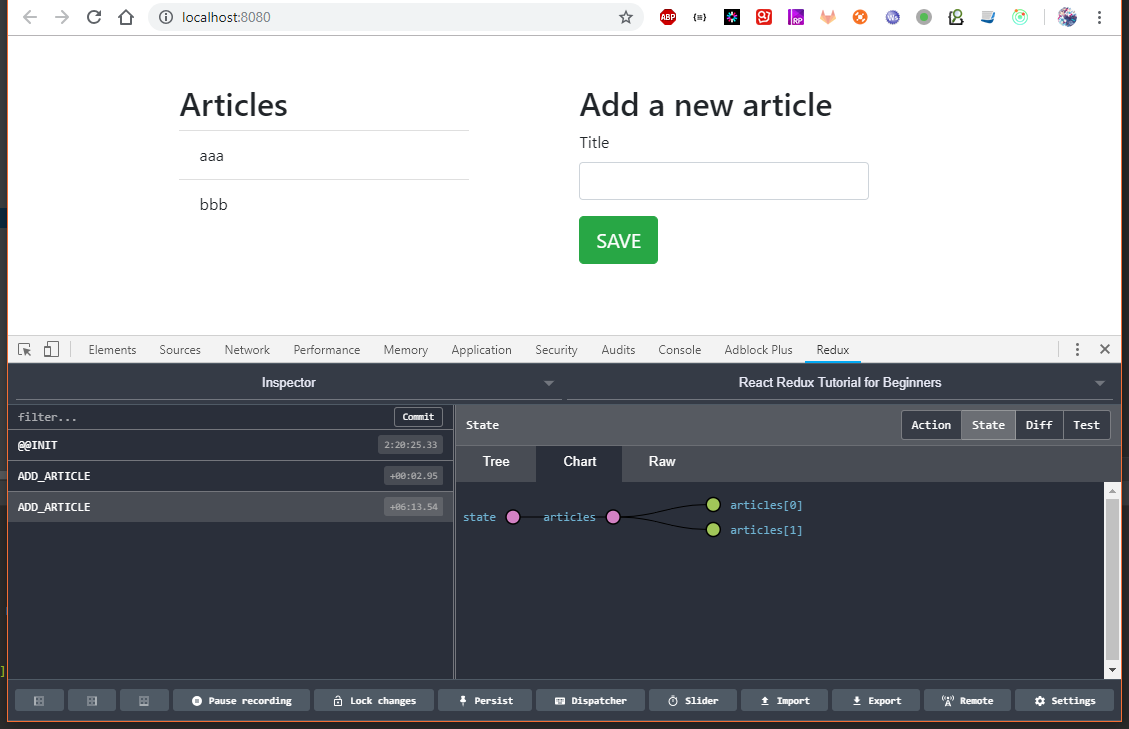 localhost:8080
ABP
{≡}
RP
Ws
Articles
aaa
bbb
Add a new article
Title
SAVE
Elements Sources Network Performance Memory Application Security Audits Console Adblock Plus Redux
Inspector
React Redux Tutorial for Beginners
filter...
Commit
@@INIT
2:20:25.33
ADD_ARTICLE
+00:02.95
ADD_ARTICLE
+06:13.54
State
Action State Diff Test
Tree Chart Raw
state articles articles[0]
articles[1]
]
Pause recording Lock changes Persist Dispatcher Slider Import Export Remote Settings